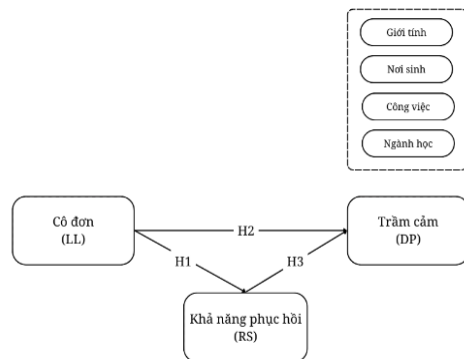 Giới tính
Nơi sinh
Công việc
Ngành học
Cô đơn
(LL)
H2
Trầm cảm
(DP)
H1
H3
Khả năng phục hồi
(RS)